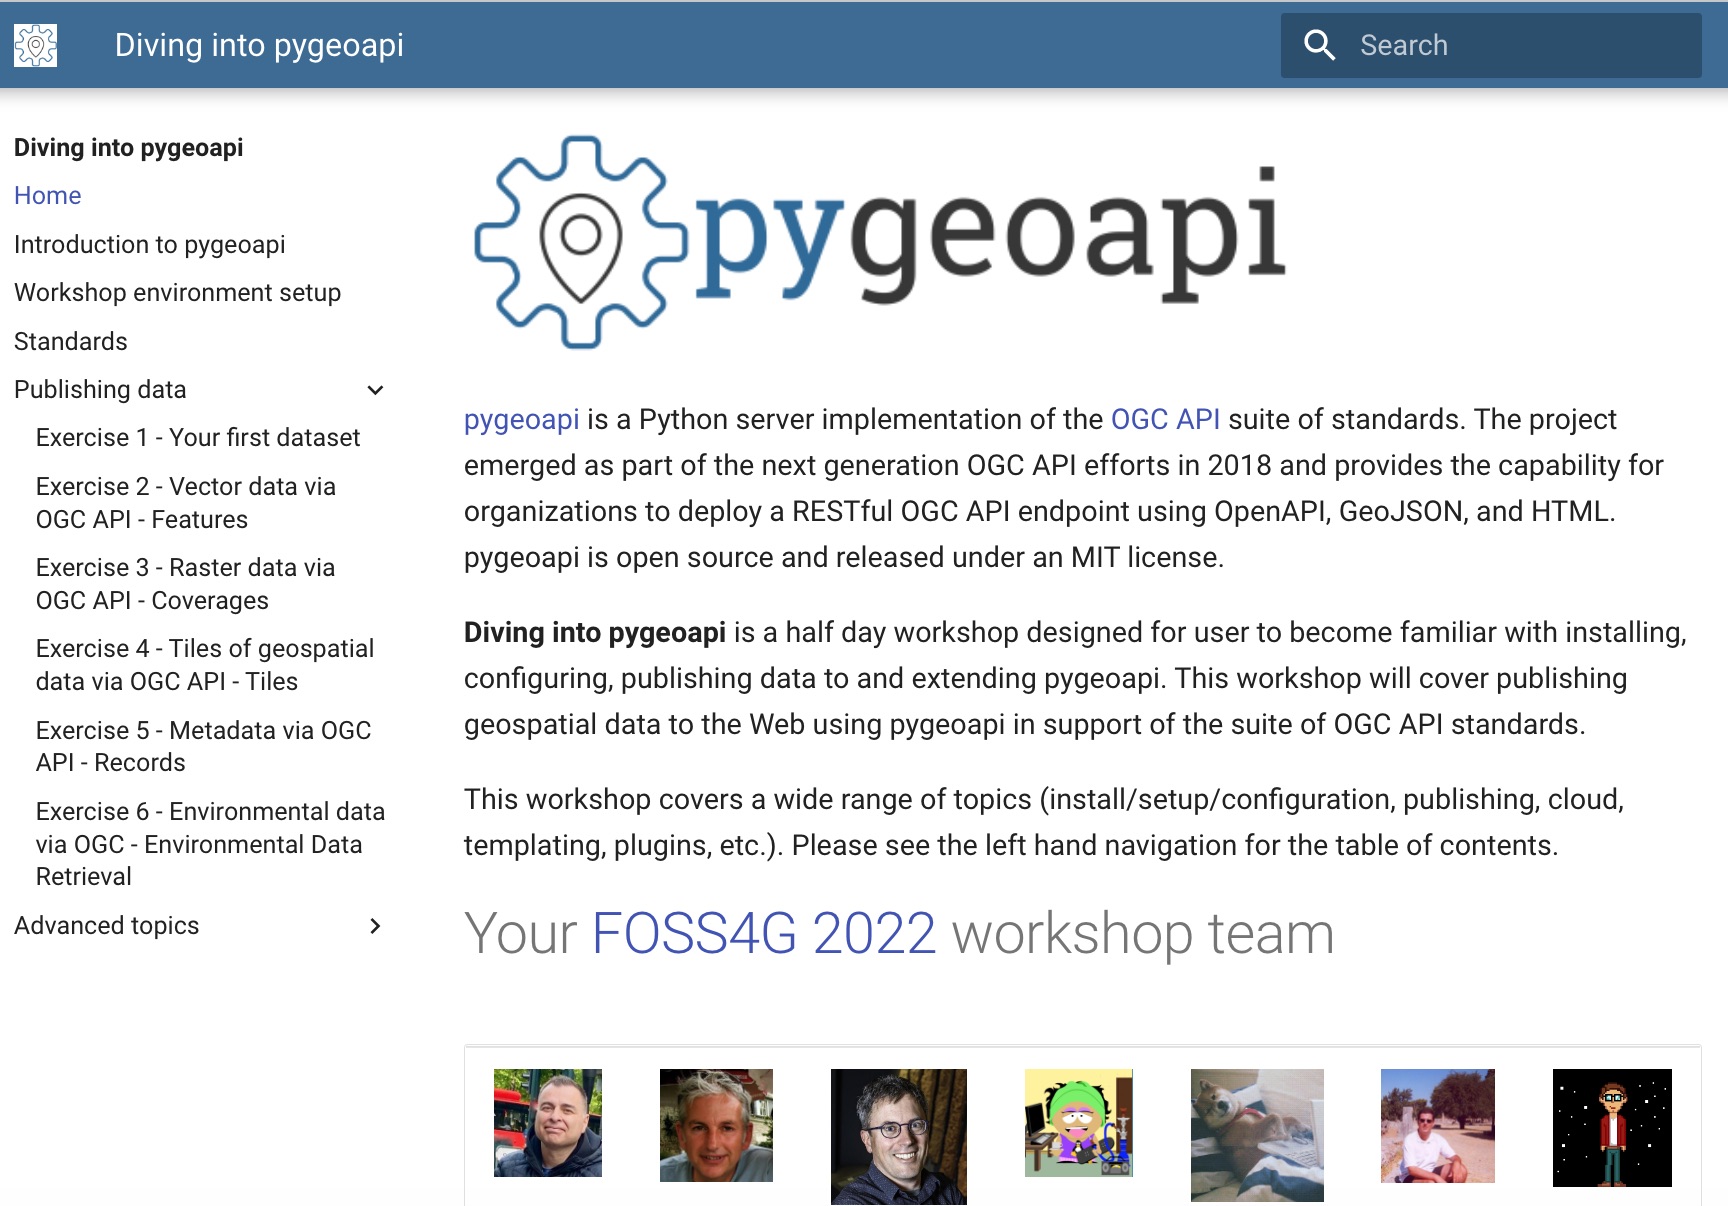 Diving into pygeoapi
Search
Diving into pygeoapi
Home
Introduction to pygeoapi
Workshop environment setup
Standards
Publishing data
Exercise 1 - Your first dataset
Exercise 2 - Vector data via
OGC API - Features
Exercise 3 - Raster data via
OGC API - Coverages
Exercise 4 - Tiles of geospatial
data via OGC API - Tiles
Exercise 5 - Metadata via OGC
API - Records
Exercise 6 - Environmental data
via OGC - Environmental Data
Retrieval
Advanced topics
pygeoapi
pygeoapi is a Python server implementation of the OGC API suite of standards. The project
emerged as part of the next generation OGC API efforts in 2018 and provides the capability for
organizations to deploy a RESTful OGC API endpoint using OpenAPI, GeoJSON, and HTML.
pygeoapi is open source and released under an MIT license.
Diving into pygeoapi is a half day workshop designed for user to become familiar with installing,
configuring, publishing data to and extending pygeoapi. This workshop will cover publishing
geospatial data to the Web using pygeoapi in support of the suite of OGC API standards.
This workshop covers a wide range of topics (install/setup/configuration, publishing, cloud,
templating, plugins, etc.). Please see the left hand navigation for the table of contents.
Your FOSS4G 2022 workshop team